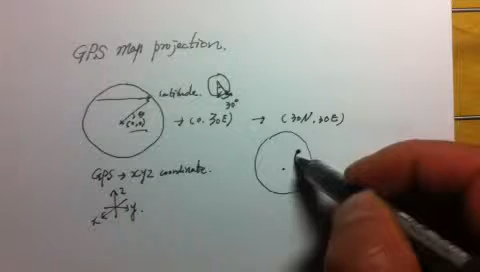 GPS map projection.
latitude.
30°
(0,0)
→ (0, 30E) → (30N, 30E)
GPS → xyz coordinate.
z
x y.